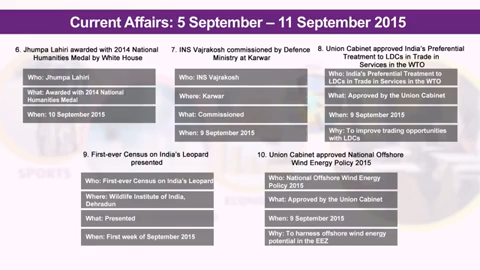 Current Affairs: 5 September – 11 September 2015
6. Jhumpa Lahiri awarded with 2014 National
Humanities Medal by White House
Who: Jhumpa Lahiri
What: Awarded with 2014 National
Humanities Medal
When: 10 September 2015
7. INS Vajrakosh commissioned by Defence
Ministry at Karwar
Who: INS Vajrakosh
Where: Karwar
What: Commissioned
When: 9 September 2015
8. Union Cabinet approved India's Preferential
Treatment to LDCs in Trade in
Services in the WTO
Who: India's Preferential Treatment to
LDCs in Trade in Services in the WTO
What: Approved by the Union Cabinet
When: 9 September 2015
Why: To improve trading opportunities
with LDCs
9. First-ever Census on India's Leopard
presented
Who: First-ever Census on India's Leopard
Where: Wildlife Institute of India,
Dehradun
What: Presented
When: First week of September 2015
10. Union Cabinet approved National Offshore
Wind Energy Policy 2015
Who: National Offshore Wind Energy
Policy 2015
What: Approved by the Union Cabinet
When: 9 September 2015
Why: To harness offshore wind energy
potential in the EEZ
SPORTS